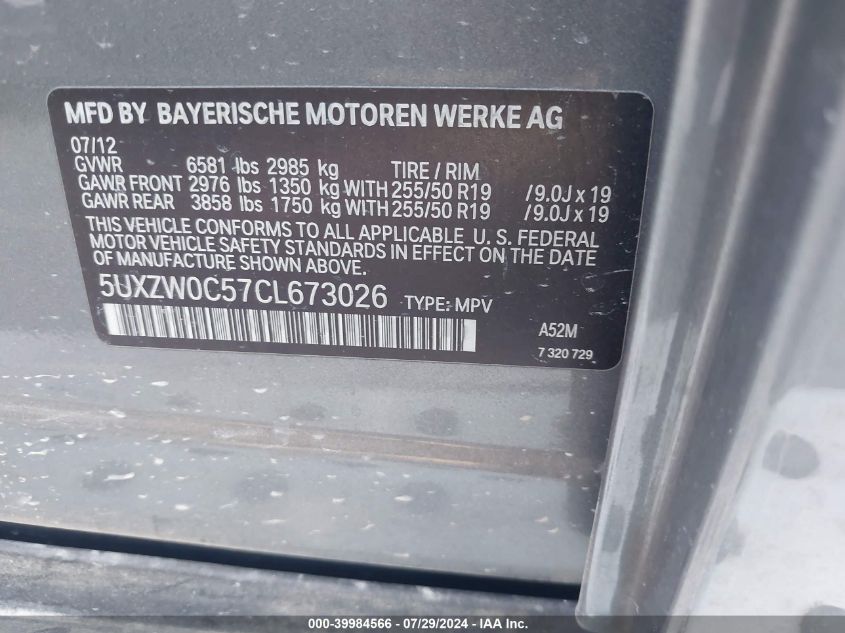 MFD BY BAYERISCHE MOTOREN WERKE AG
07/12
GVWR 6581 lbs 2985 kg TIRE / RIM
GAWR FRONT 2976 lbs 1350 kg WITH 255/50 R19 /9.0J x 19
GAWR REAR 3858 lbs 1750 kg WITH 255/50 R19 /9.0J x 19
THIS VEHICLE CONFORMS TO ALL APPLICABLE U. S. FEDERAL
MOTOR VEHICLE SAFETY STANDARDS IN EFFECT ON THE DATE
OF MANUFACTURE SHOWN ABOVE.
5UXZW0C57CL673026 TYPE: MPV
A52M
7 320 729
000-39984566 - 07/29/2024 - IAAI Inc.